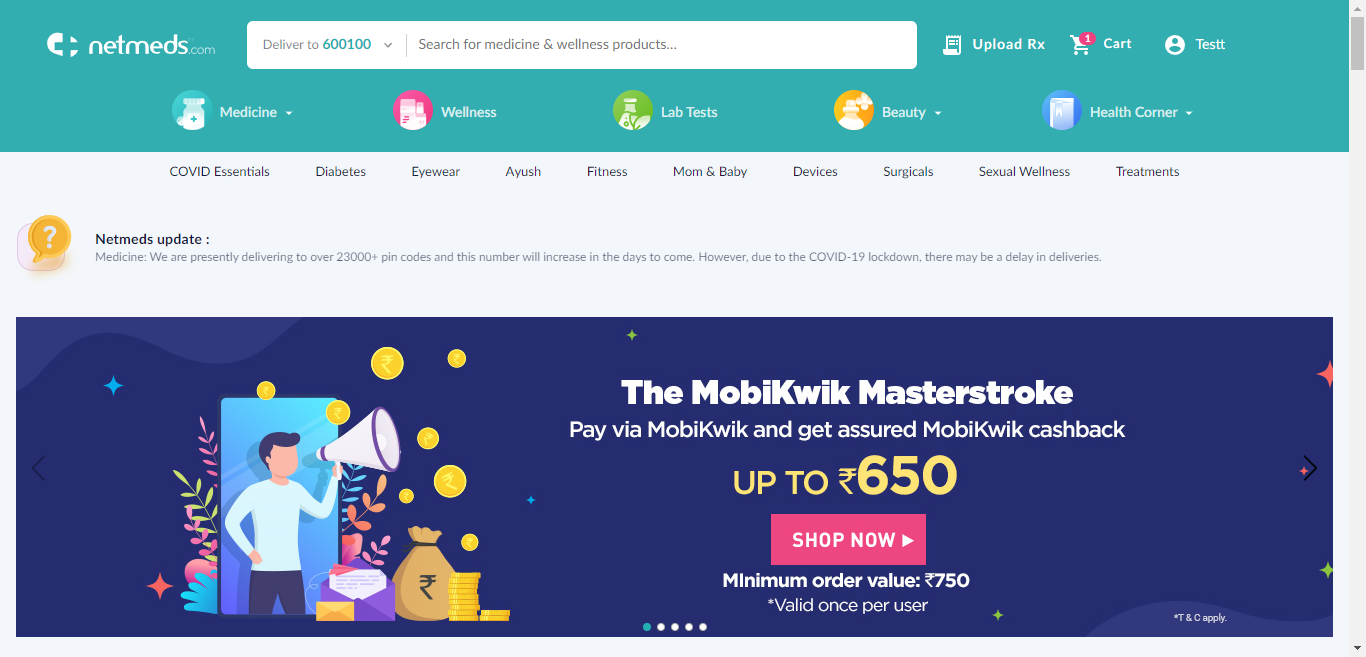 netmeds.com
Deliver to 600100
Search for medicine & wellness products...
Upload Rx
1
Cart
Testt
Medicine
Wellness
Lab Tests
Beauty
Health Corner
COVID Essentials
Diabetes
Eyewear
Ayush
Fitness
Mom & Baby
Devices
Surgicals
Sexual Wellness
Treatments
?
Netmeds update :
Medicine: We are presently delivering to over 23000+ pin codes and this number will increase in the days to come. However, due to the COVID-19 lockdown, there may be a delay in deliveries.
The MobiKwik Masterstroke
Pay via MobiKwik and get assured MobiKwik cashback
UP TO ₹650
SHOP NOW
MInimum order value: ₹750
*Valid once per user
*T & C apply.